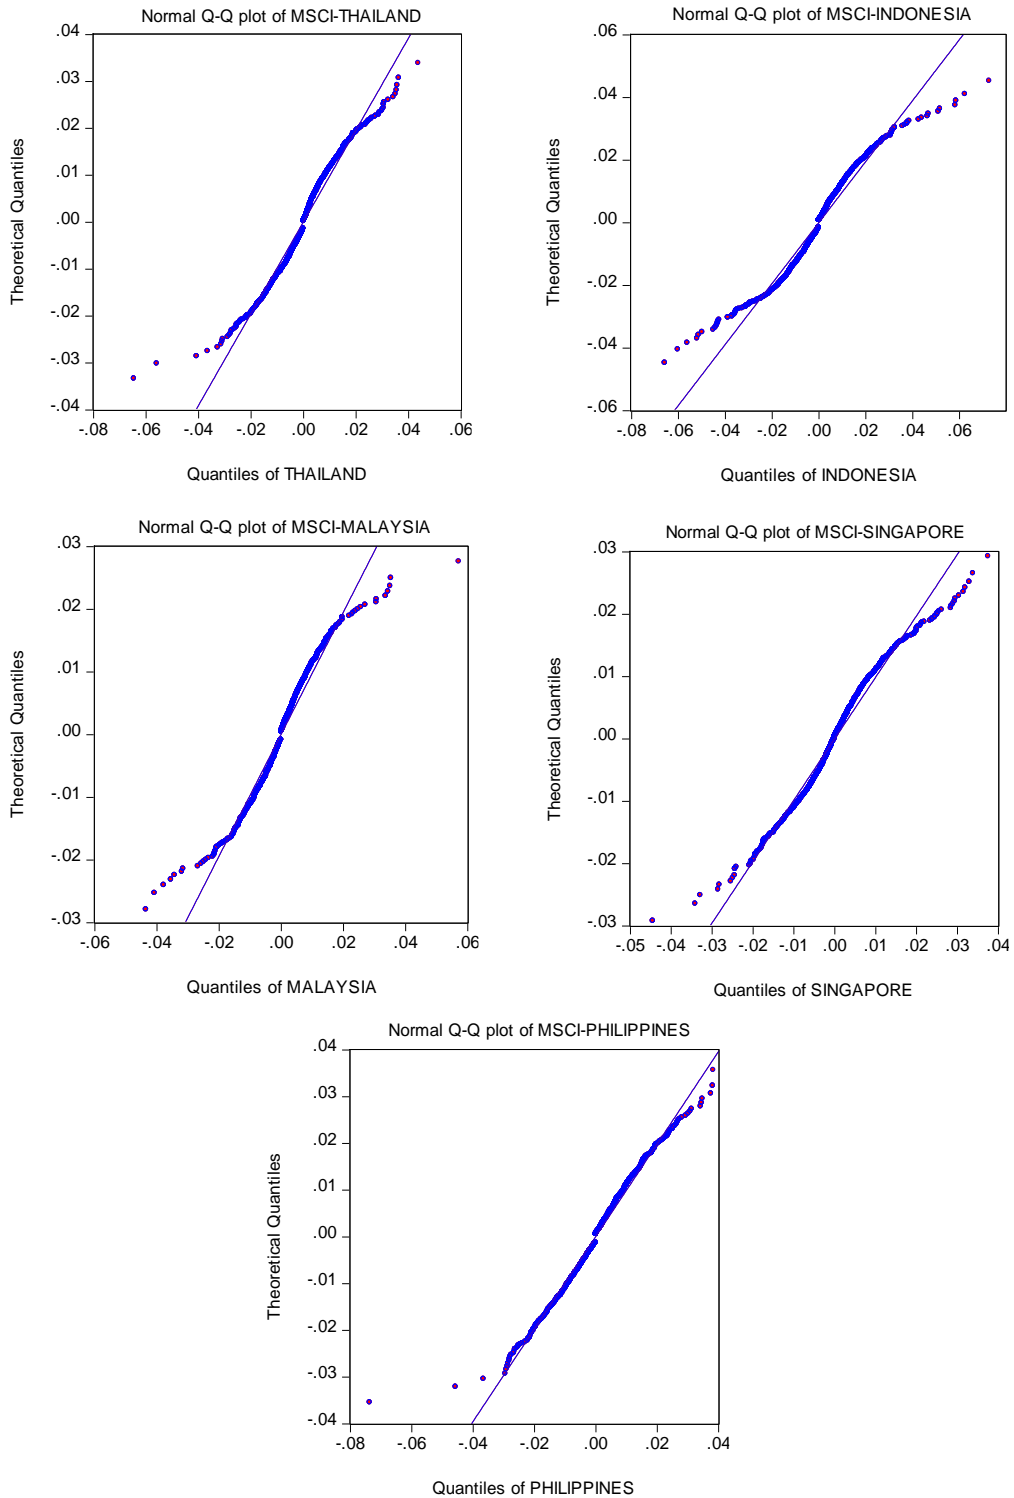 Normal Q-Q plot of MSCI-THAILAND
.04
.03
.02
.01
.00
-.01
-.02
-.03
-.04
Theoretical Quantiles
-.08 -.06 -.04 -.02 .00 .02 .04 .06
Quantiles of THAILAND
Normal Q-Q plot of MSCI-INDONESIA
.06
.04
.02
.00
-.02
-.04
-.06
Theoretical Quantiles
-.08 -.06 -.04 -.02 .00 .02 .04 .06
Quantiles of INDONESIA
Normal Q-Q plot of MSCI-MALAYSIA
.03
.02
.01
.00
-.01
-.02
-.03
Theoretical Quantiles
-.06 -.04 -.02 .00 .02 .04 .06
Quantiles of MALAYSIA
Normal Q-Q plot of MSCI-SINGAPORE
.03
.02
.01
.00
-.01
-.02
-.03
Theoretical Quantiles
-.05 -.04 -.03 -.02 -.01 .00 .01 .02 .03 .04
Quantiles of SINGAPORE
Normal Q-Q plot of MSCI-PHILIPPINES
.04
.03
.02
.01
.00
-.01
-.02
-.03
-.04
Theoretical Quantiles
-.08 -.06 -.04 -.02 .00 .02 .04
Quantiles of PHILIPPINES